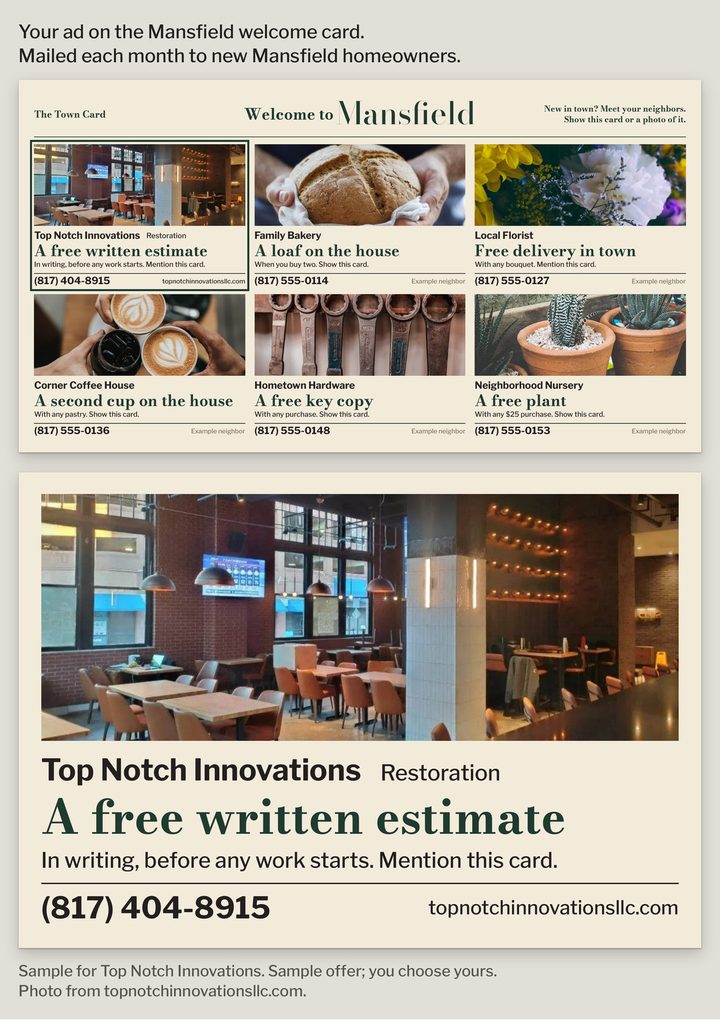 Your ad on the Mansfield welcome card.
Mailed each month to new Mansfield homeowners.
The Town Card
Welcome to Mansfield
New in town? Meet your neighbors.
Show this card or a photo of it.
Top Notch Innovations Restoration
A free written estimate
In writing, before any work starts. Mention this card.
(817) 404-8915 topnotchinnovationsllc.com
Family Bakery
A loaf on the house
When you buy two. Show this card.
(817) 555-0114 Example neighbor
Local Florist
Free delivery in town
With any bouquet. Mention this card.
(817) 555-0127 Example neighbor
Corner Coffee House
A second cup on the house
With any pastry. Show this card.
(817) 555-0136 Example neighbor
Hometown Hardware
A free key copy
With any purchase. Show this card.
(817) 555-0148 Example neighbor
Neighborhood Nursery
A free plant
With any $25 purchase. Show this card.
(817) 555-0153 Example neighbor
Top Notch Innovations Restoration
A free written estimate
In writing, before any work starts. Mention this card.
(817) 404-8915 topnotchinnovationsllc.com
Sample for Top Notch Innovations. Sample offer; you choose yours.
Photo from topnotchinnovationsllc.com.